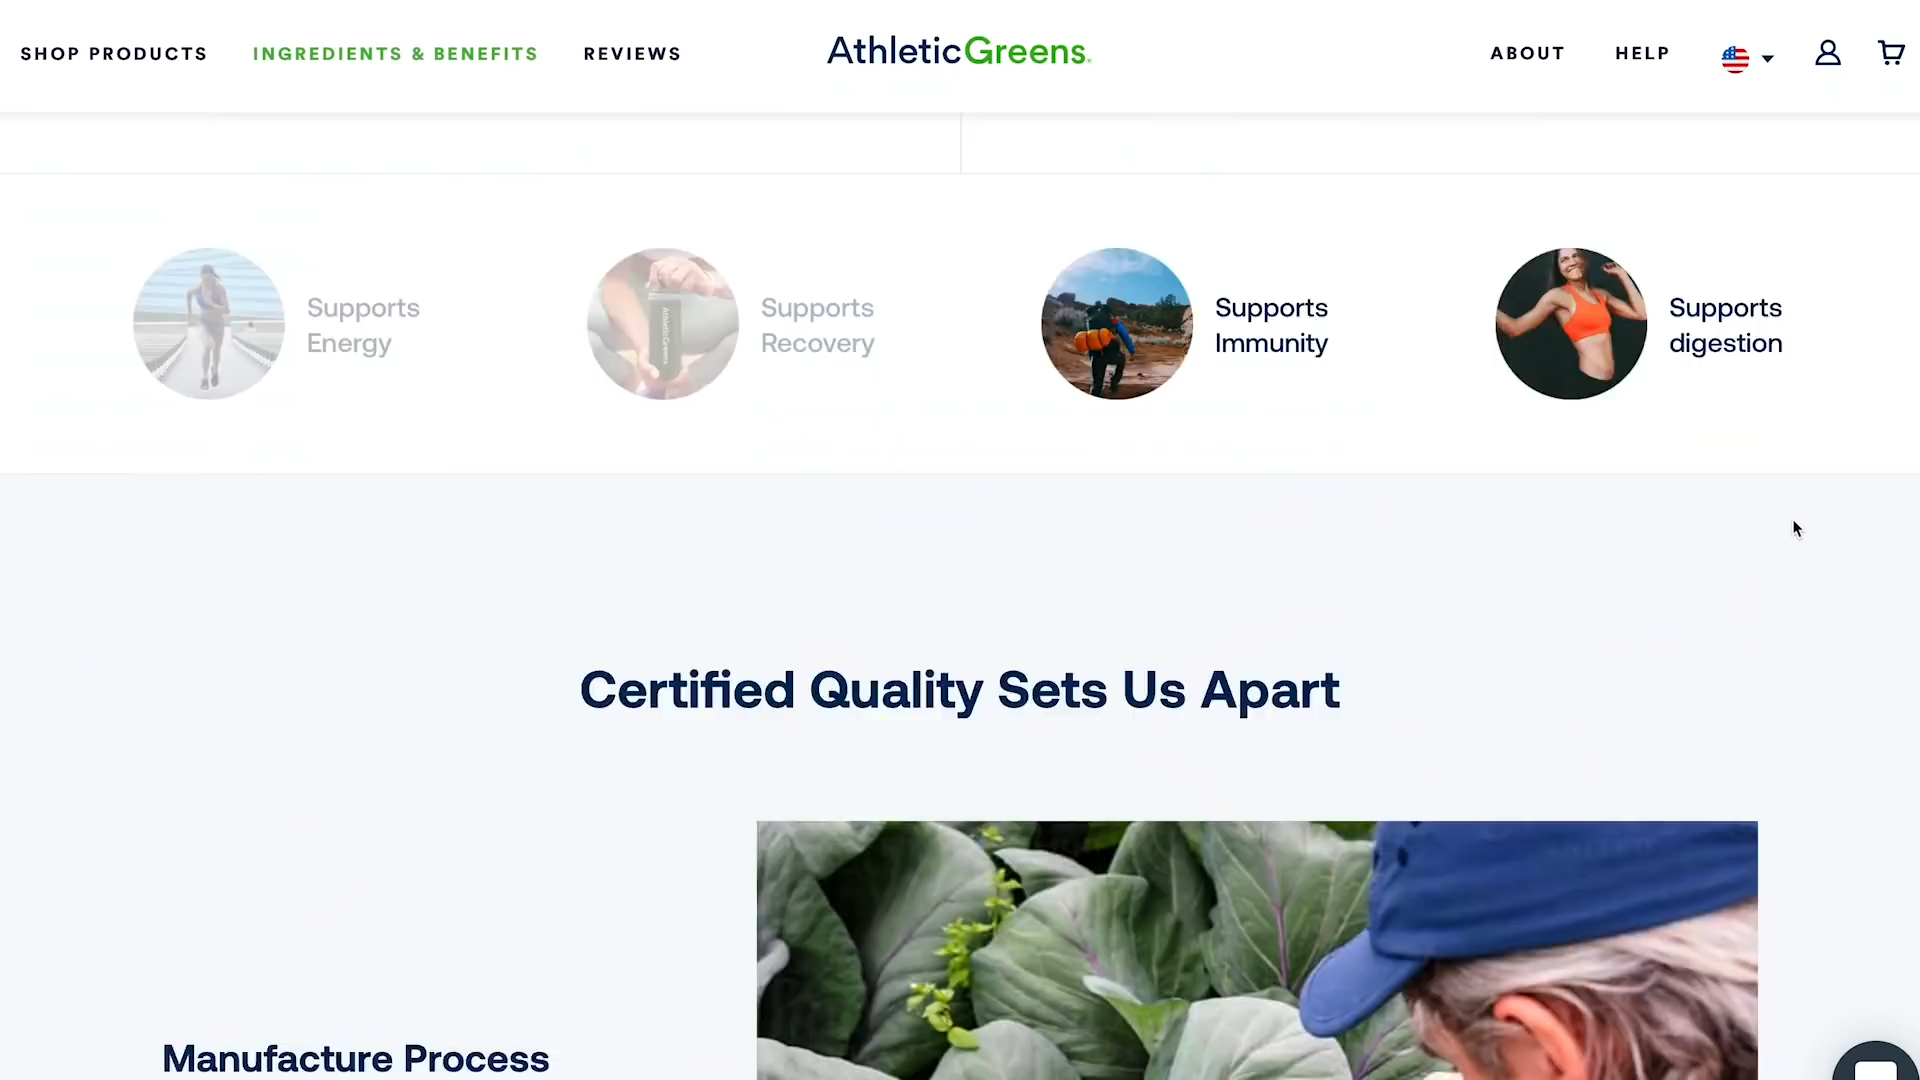 SHOP PRODUCTS INGREDIENTS & BENEFITS REVIEWS AthleticGreens. ABOUT HELP
Supports
Energy
Supports
Recovery
Supports
Immunity
Supports
digestion
Certified Quality Sets Us Apart
Manufacture Process